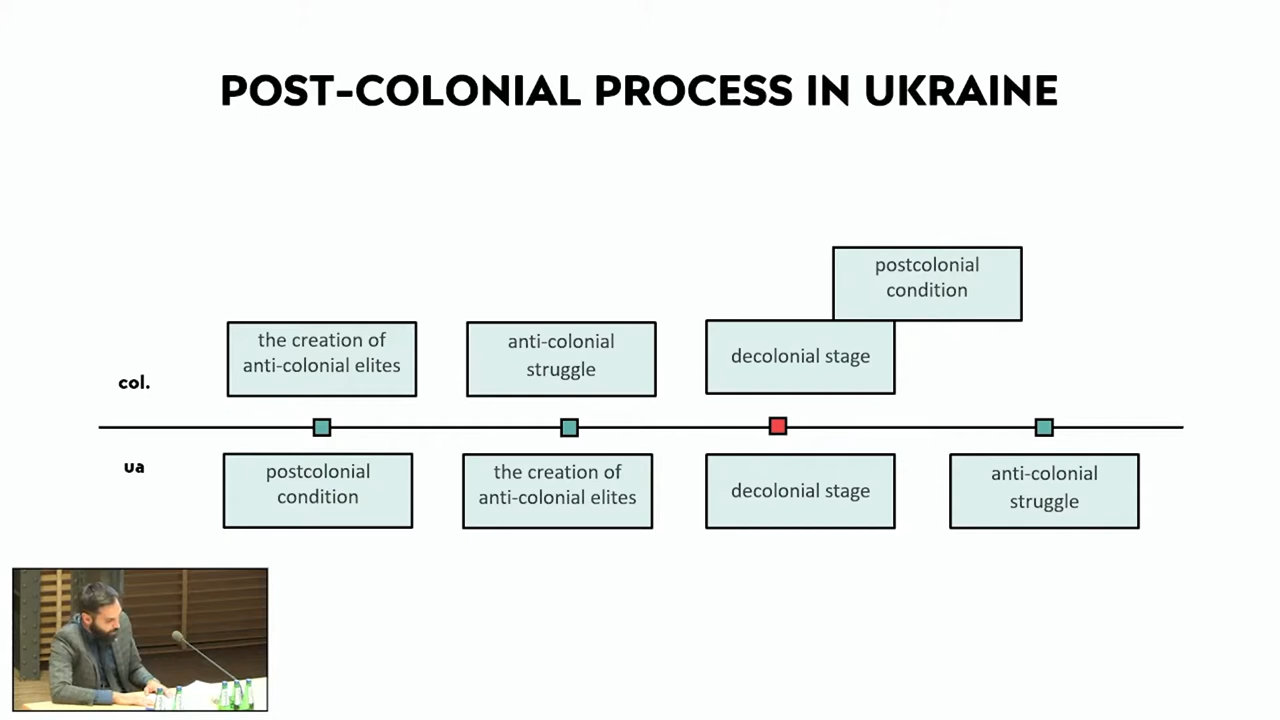 POST-COLONIAL PROCESS IN UKRAINE
postcolonial
condition
the creation of
anti-colonial elites
anti-colonial
struggle
decolonial stage
col.
ua
postcolonial
condition
the creation of
anti-colonial elites
decolonial stage
anti-colonial
struggle